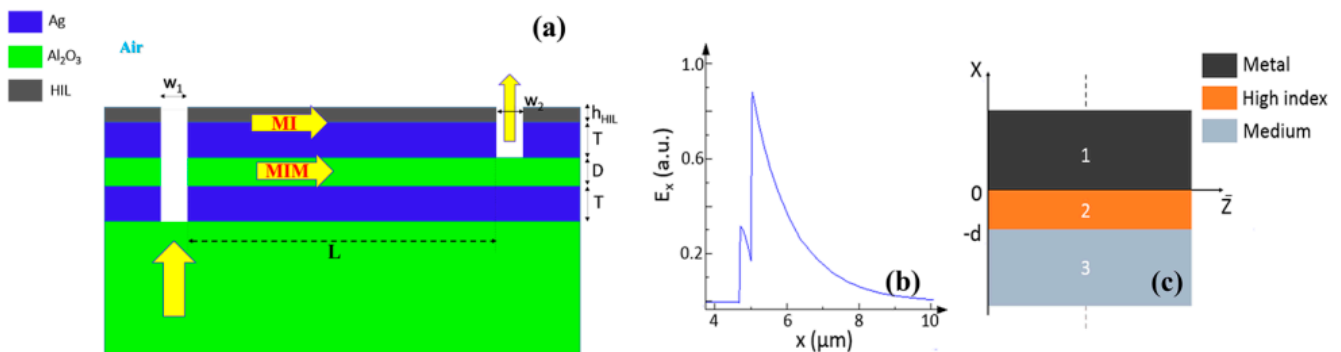 Ag
Al₂O₃
HIL
Air
(a)
w₁
w₂
h_HIL
MI
T
MIM
D
T
L
1.0
0.6
0.2
Eₓ (a.u.)
4 6 8 10
x (µm)
(b)
X
0
-d
1
2
3
Z̄
(c)
Metal
High index
Medium